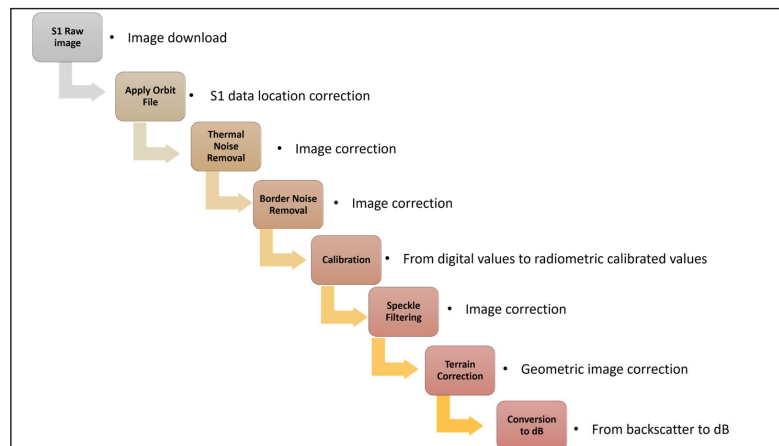 S1 Raw
image
• Image download
Apply Orbit
File
• S1 data location correction
Thermal
Noise
Removal
• Image correction
Border Noise
Removal
• Image correction
Calibration
• From digital values to radiometric calibrated values
Speckle
Filtering
• Image correction
Terrain
Correction
• Geometric image correction
Conversion
to dB
• From backscatter to dB